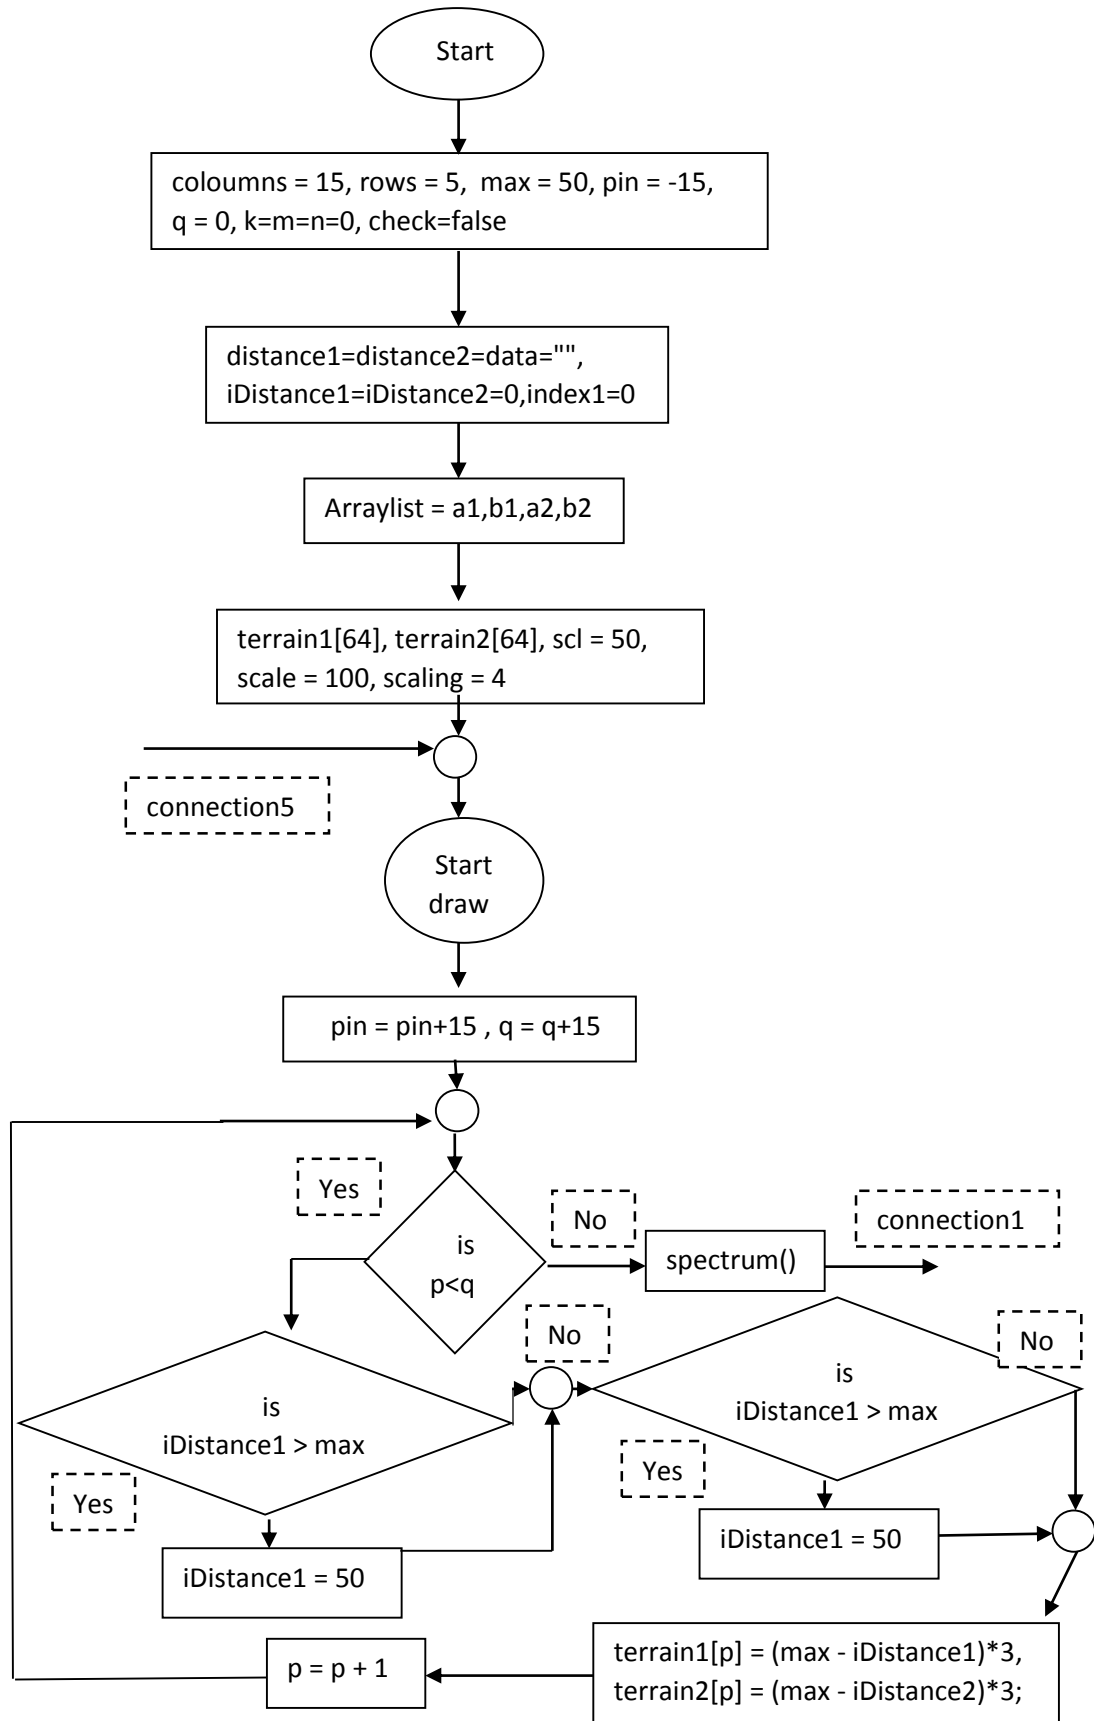 Start
coloumns = 15, rows = 5,  max = 50, pin = -15,
q = 0, k=m=n=0, check=false
distance1=distance2=data="",
iDistance1=iDistance2=0,index1=0
Arraylist = a1,b1,a2,b2
terrain1[64], terrain2[64], scl = 50,
scale = 100, scaling = 4
connection5
Start
draw
pin = pin+15 , q = q+15
Yes
is
p<q
No
spectrum()
connection1
is
iDistance1 > max
No
is
iDistance1 > max
No
Yes
iDistance1 = 50
Yes
iDistance1 = 50
terrain1[p] = (max - iDistance1)*3,
terrain2[p] = (max - iDistance2)*3;
p = p + 1